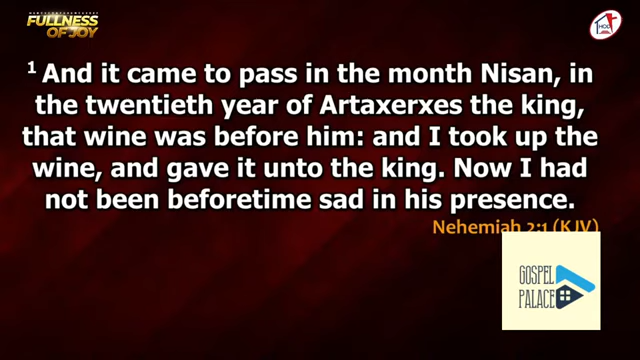 FULLNESS
OF JOY
HOD
1 And it came to pass in the month Nisan, in
the twentieth year of Artaxerxes the king,
that wine was before him: and I took up the
wine, and gave it unto the king. Now I had
not been beforetime sad in his presence.
Nehemiah 2:1 (KJV)
GOSPEL
PALACE